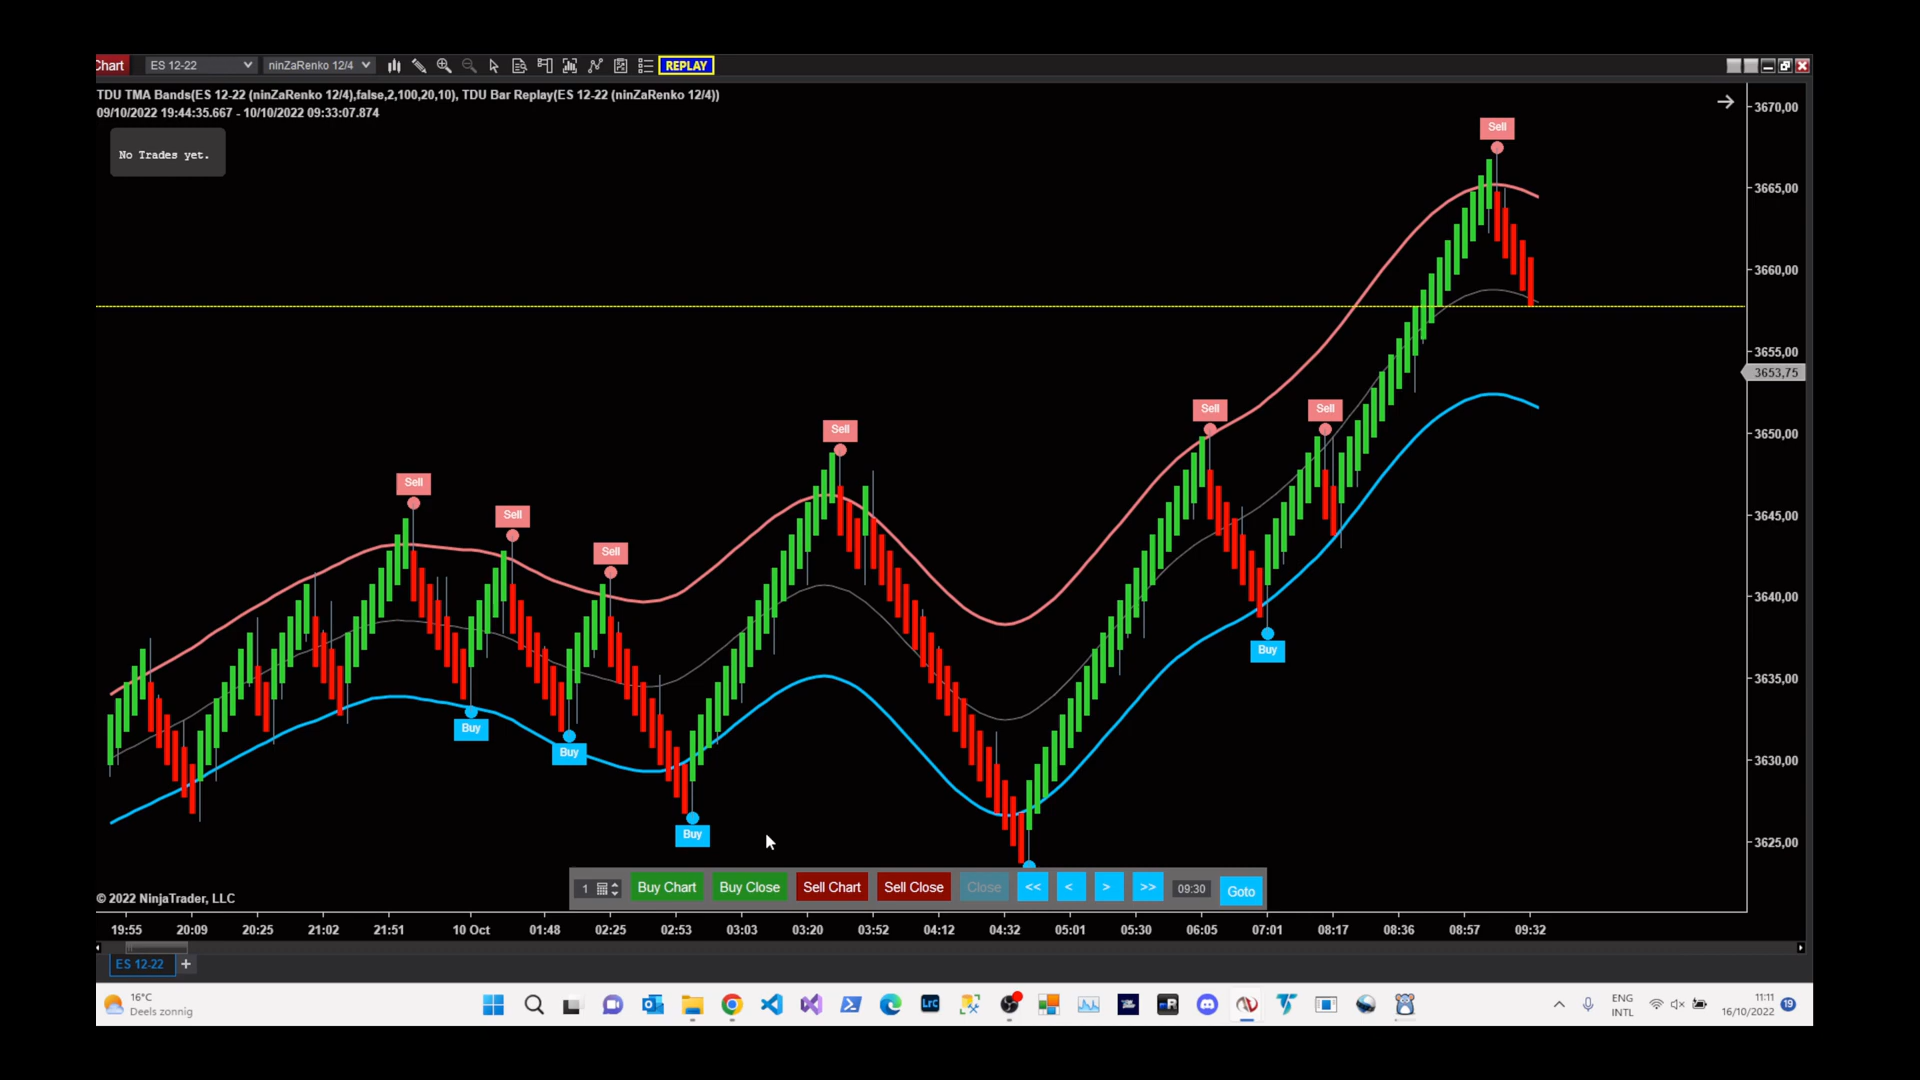 Chart ES 12-22 ninZaRenko 12/4 REPLAY
TDU TMA Bands(ES 12-22 (ninZaRenko 12/4),false,2,100,20,10), TDU Bar Replay(ES 12-22 (ninZaRenko 12/4))
09/10/2022 19:44:35.667 - 10/10/2022 09:33:07.874
No Trades yet.
3670,00
Sell
3665,00
3660,00
3655,00
3653,75
Sell
Sell
Sell
3650,00
Sell
Sell
3645,00
Sell
3640,00
Buy
3635,00
Buy
Buy
3630,00
Buy
3625,00
1 Buy Chart Buy Close Sell Chart Sell Close Close << < > >> 09:30 Goto
© 2022 NinjaTrader, LLC
19:55 20:09 20:25 21:02 21:51 10 Oct 01:48 02:25 02:53 03:03 03:20 03:52 04:12 04:32 05:01 05:30 06:05 07:01 08:17 08:36 08:57 09:32
ES 12-22 +
16°C
Deels zonnig
Lrc
R
ENG
INTL
11:11
16/10/2022
19